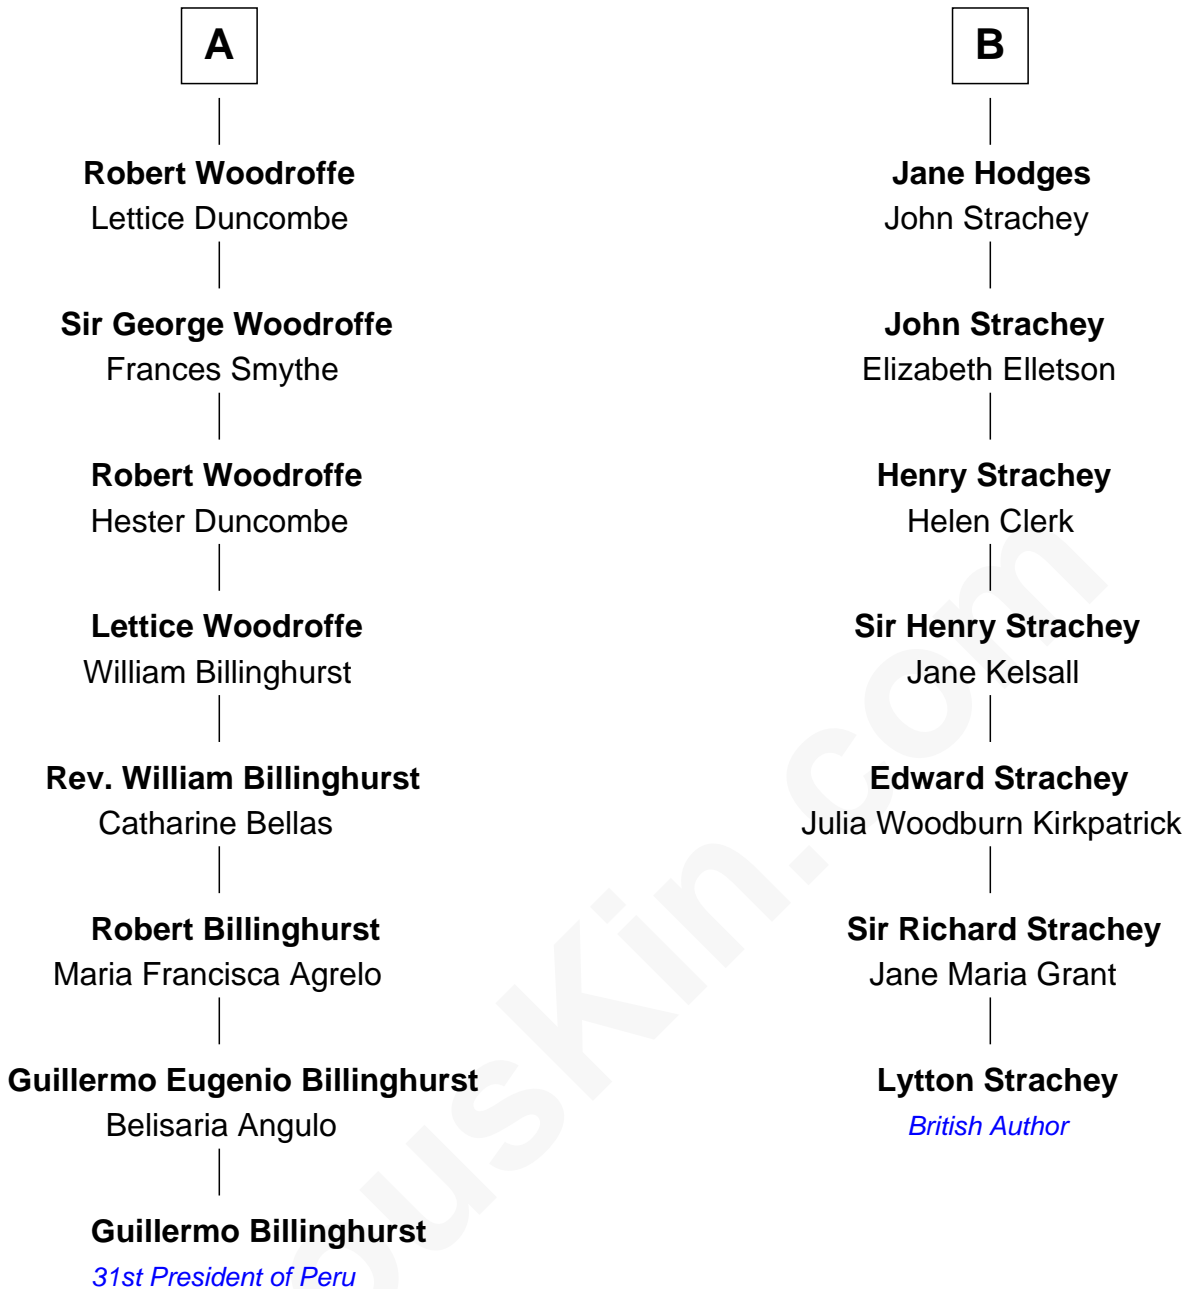 A
Robert Woodroffe
Lettice Duncombe
Sir George Woodroffe
Frances Smythe
Robert Woodroffe
Hester Duncombe
Lettice Woodroffe
William Billinghurst
Rev. William Billinghurst
Catharine Bellas
Robert Billinghurst
Maria Francisca Agrelo
Guillermo Eugenio Billinghurst
Belisaria Angulo
Guillermo Billinghurst
31st President of Peru
B
Jane Hodges
John Strachey
John Strachey
Elizabeth Elletson
Henry Strachey
Helen Clerk
Sir Henry Strachey
Jane Kelsall
Edward Strachey
Julia Woodburn Kirkpatrick
Sir Richard Strachey
Jane Maria Grant
Lytton Strachey
British Author
ousKin.com